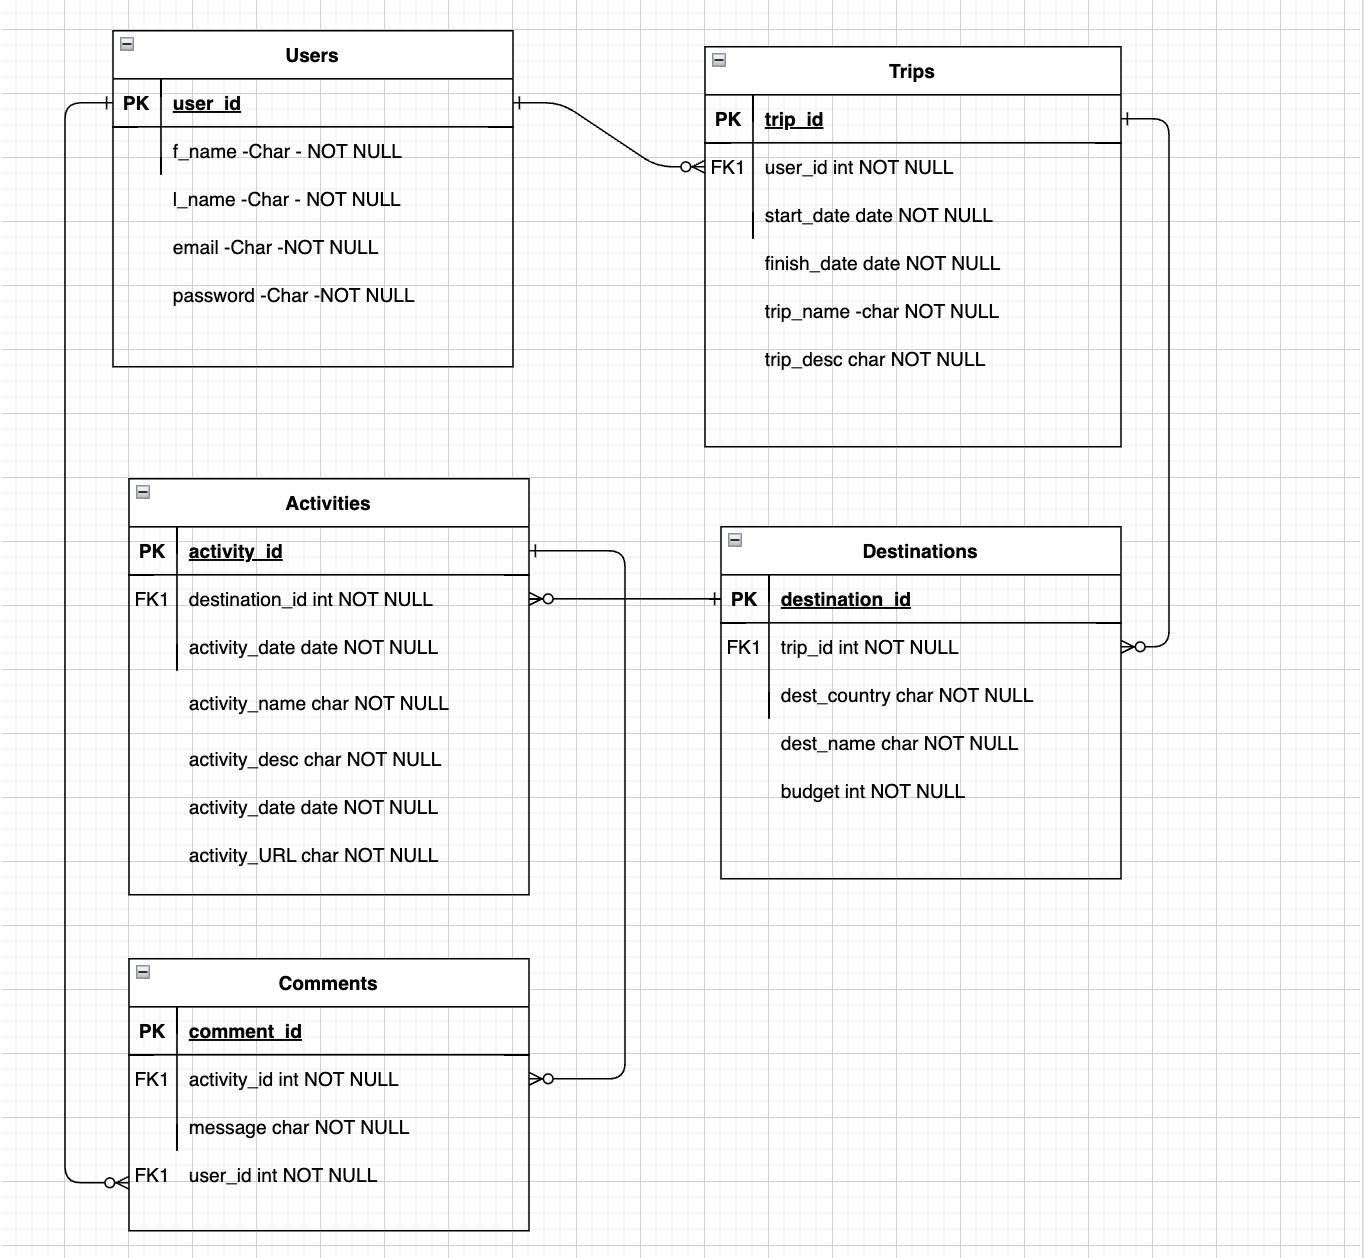 Users
PK user_id
f_name -Char - NOT NULL
l_name -Char - NOT NULL
email -Char -NOT NULL
password -Char -NOT NULL
Trips
PK trip_id
FK1 user_id int NOT NULL
start_date date NOT NULL
finish_date date NOT NULL
trip_name -char NOT NULL
trip_desc char NOT NULL
Activities
PK activity_id
FK1 destination_id int NOT NULL
activity_date date NOT NULL
activity_name char NOT NULL
activity_desc char NOT NULL
activity_date date NOT NULL
activity_URL char NOT NULL
Destinations
PK destination_id
FK1 trip_id int NOT NULL
dest_country char NOT NULL
dest_name char NOT NULL
budget int NOT NULL
Comments
PK comment_id
FK1 activity_id int NOT NULL
message char NOT NULL
FK1 user_id int NOT NULL